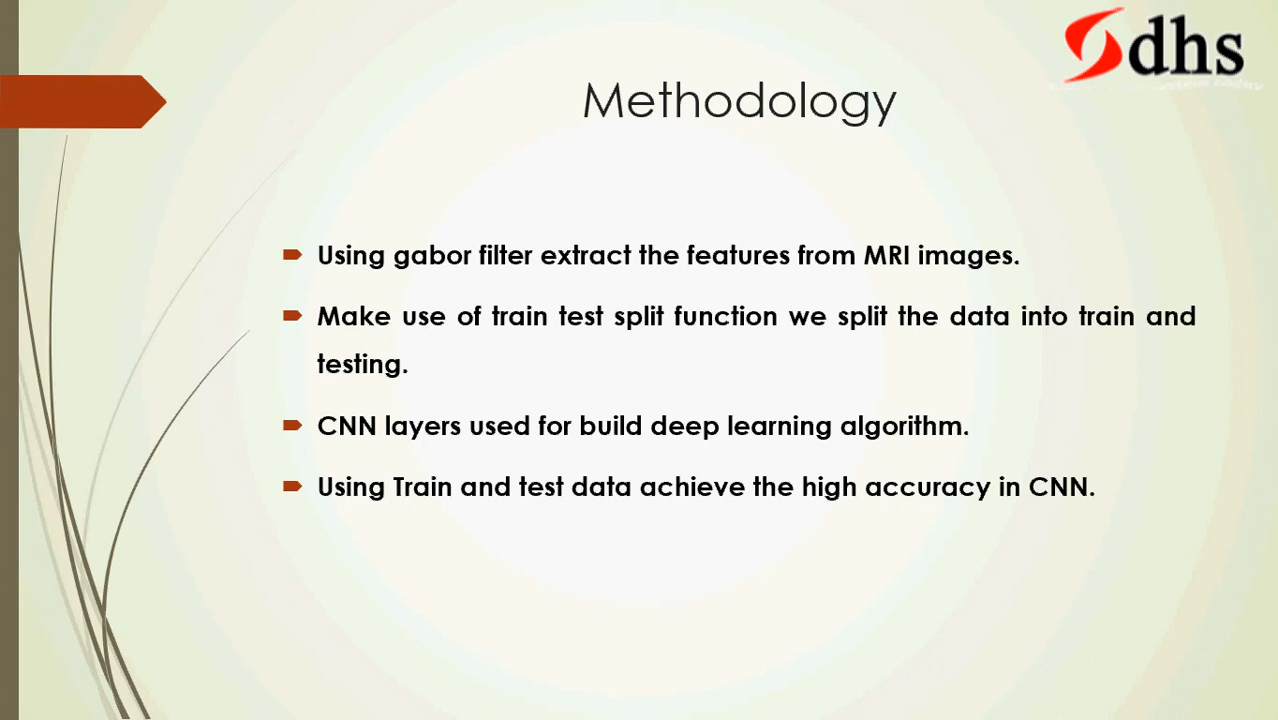 dhs
Methodology
Using gabor filter extract the features from MRI images.
Make use of train test split function we split the data into train and
testing.
CNN layers used for build deep learning algorithm.
Using Train and test data achieve the high accuracy in CNN.